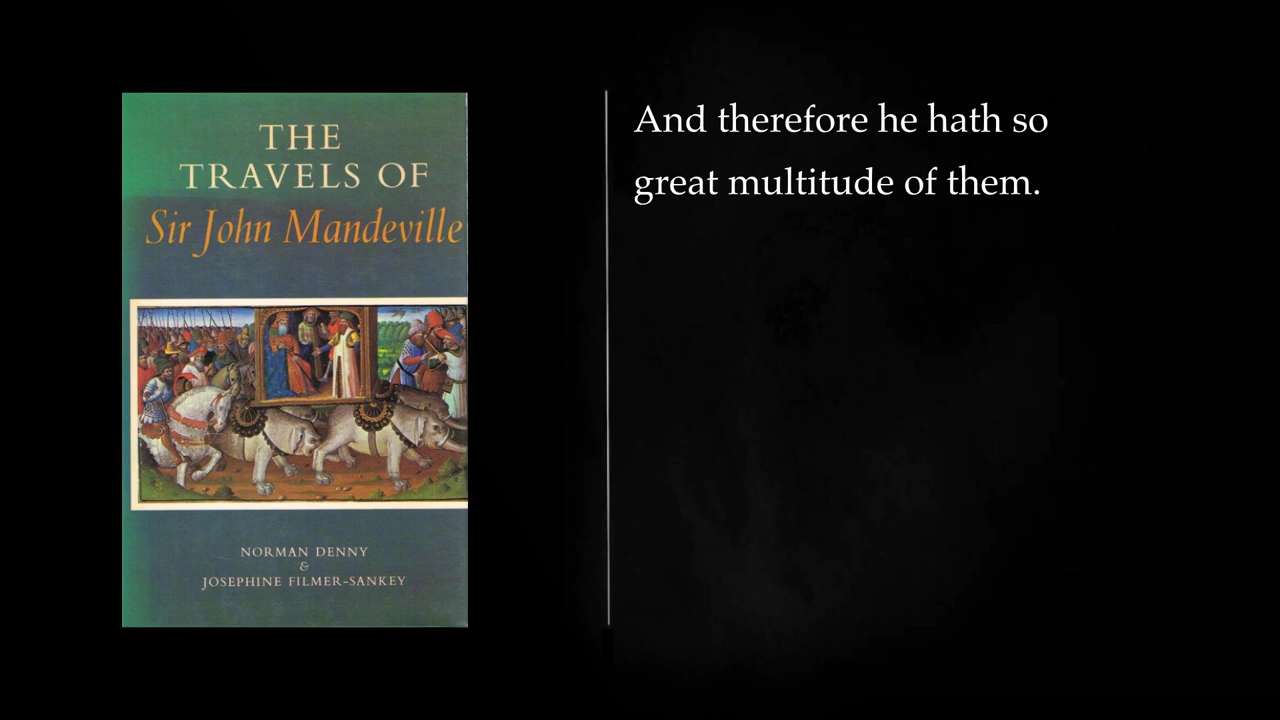 THE
TRAVELS OF
Sir John Mandeville
NORMAN DENNY
&
JOSEPHINE FILMER-SANKEY
And therefore he hath so
great multitude of them.